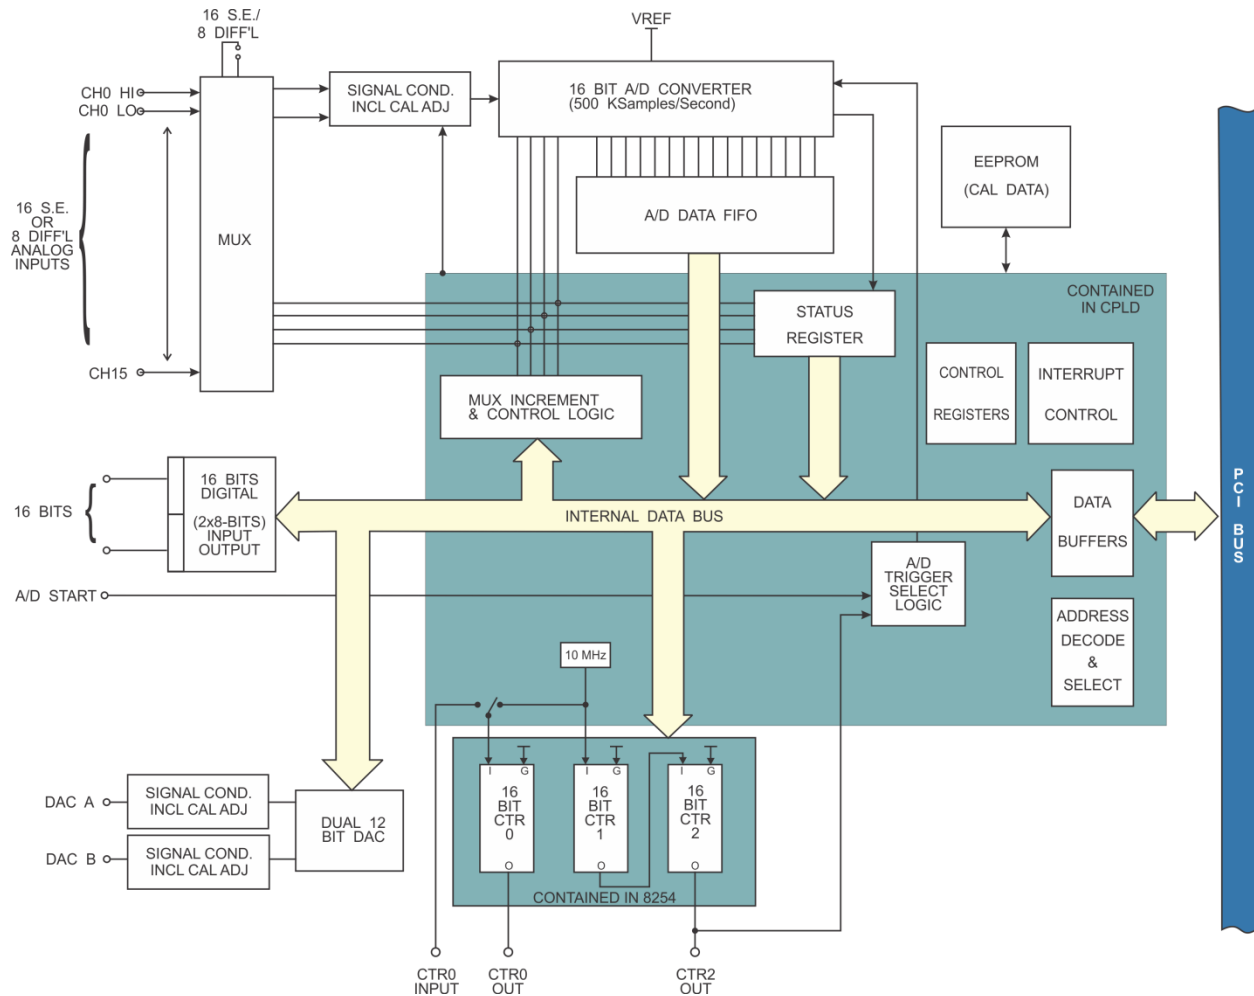 16 S.E./
8 DIFF'L
VREF
CH0 HI
CH0 LO
SIGNAL COND.
INCL CAL ADJ
16 BIT A/D CONVERTER
(500 KSamples/Second)
EEPROM
(CAL DATA)
16 S.E.
OR
8 DIFF'L
ANALOG
INPUTS
MUX
A/D DATA FIFO
CONTAINED
IN CPLD
STATUS
REGISTER
CH15
MUX INCREMENT
& CONTROL LOGIC
CONTROL
REGISTERS
INTERRUPT
CONTROL
16 BITS
16 BITS
DIGITAL
(2x8-BITS)
INPUT
OUTPUT
INTERNAL DATA BUS
DATA
BUFFERS
PCI BUS
A/D START
A/D
TRIGGER
SELECT
LOGIC
ADDRESS
DECODE
&
SELECT
10 MHz
I G
16
BIT
CTR
0
O
I G
16
BIT
CTR
1
O
I G
16
BIT
CTR
2
O
CONTAINED IN 8254
DAC A
SIGNAL COND.
INCL CAL ADJ
DUAL 12
BIT DAC
DAC B
SIGNAL COND.
INCL CAL ADJ
CTR0
INPUT
CTR0
OUT
CTR2
OUT